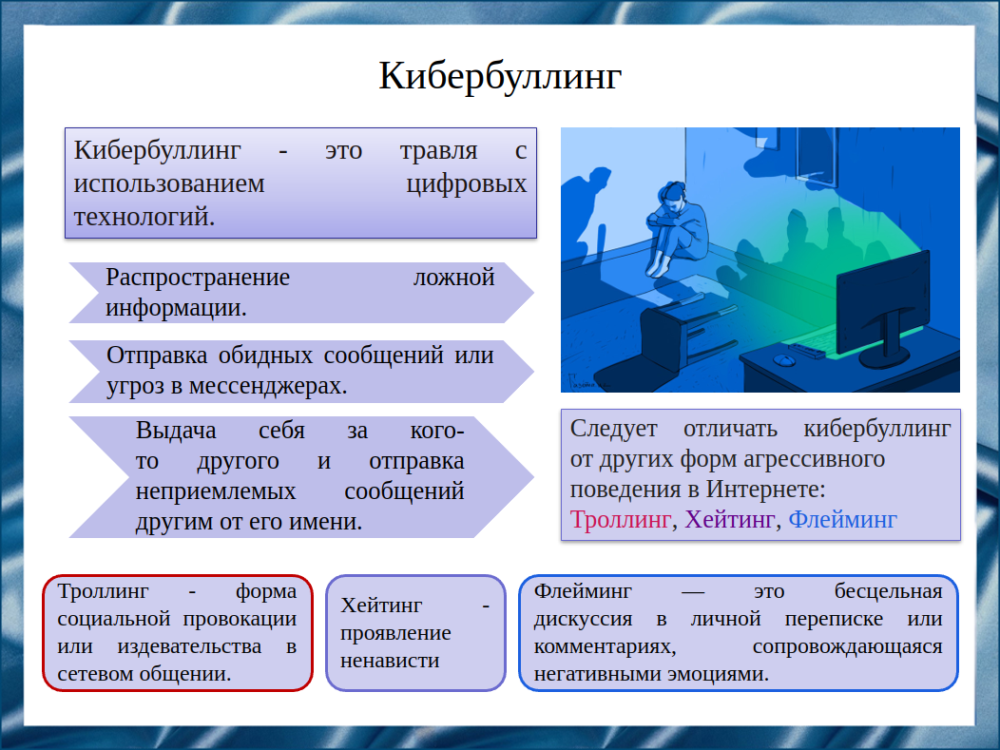 Кибербуллинг
Кибербуллинг - это травля с
использованием цифровых
технологий.
Распространение ложной
информации.
Отправка обидных сообщений или
угроз в мессенджерах.
Выдача себя за кого-
то другого и отправка
неприемлемых сообщений
другим от его имени.
Следует отличать кибербуллинг
от других форм агрессивного
поведения в Интернете:
Троллинг, Хейтинг, Флейминг
Троллинг - форма
социальной провокации
или издевательства в
сетевом общении.
Хейтинг -
проявление
ненависти
Флейминг — это бесцельная
дискуссия в личной переписке или
комментариях, сопровождающаяся
негативными эмоциями.